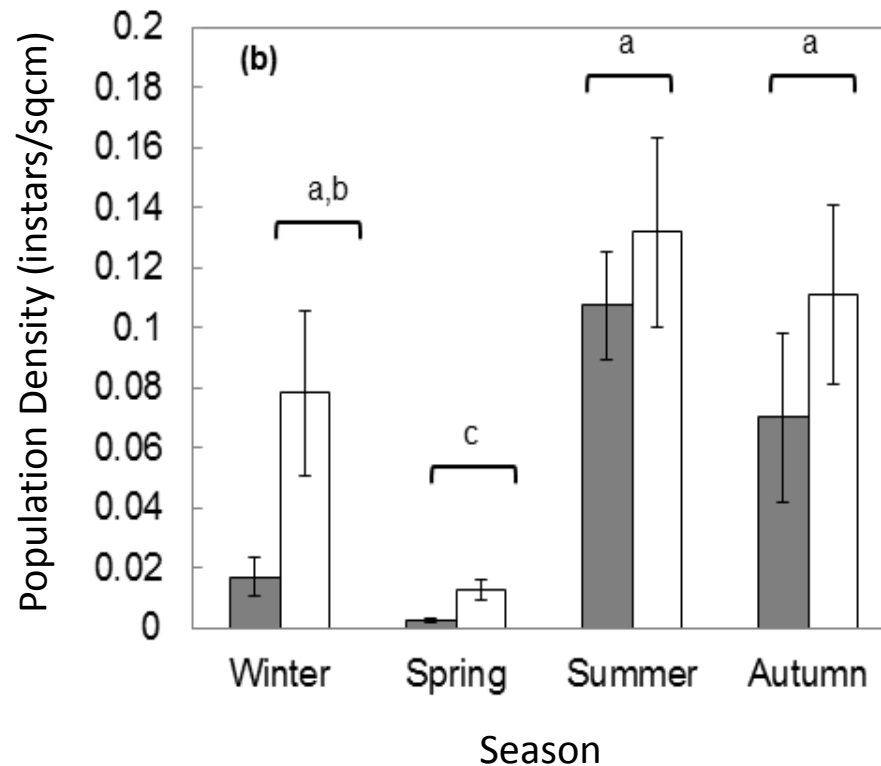 Population Density (instars/sqcm)
0.2
0.18
0.16
0.14
0.12
0.1
0.08
0.06
0.04
0.02
0
(b)
a,b
c
a
a
Winter
Spring
Summer
Autumn
Season